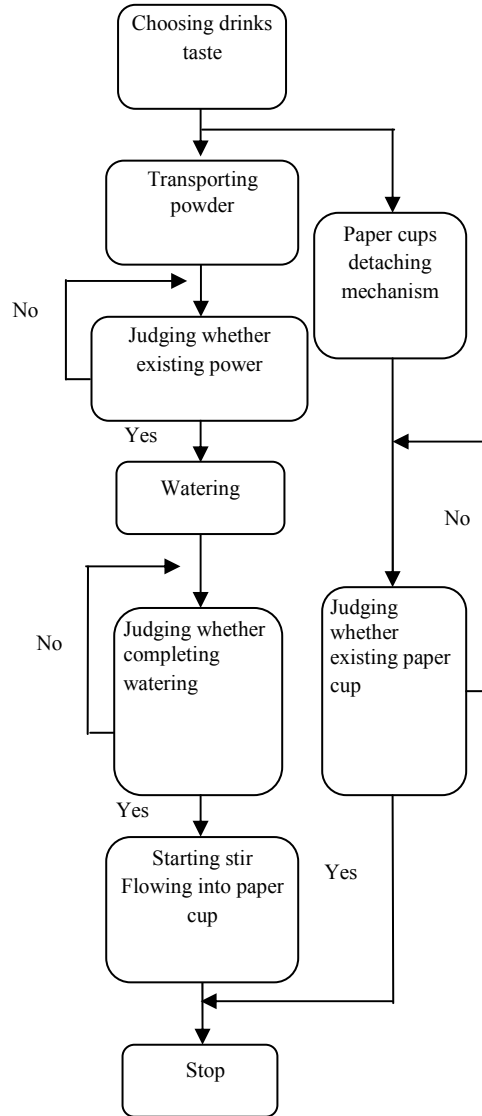 Choosing drinks
taste
Transporting
powder
Paper cups
detaching
mechanism
No
Judging whether
existing power
Yes
Watering
No
No
Judging whether
completing
watering
Judging
whether
existing paper
cup
Yes
Starting stir
Flowing into paper
cup
Yes
Stop